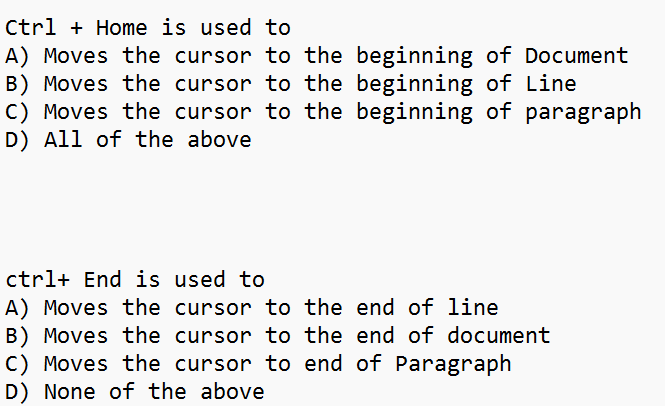 Ctrl + Home is used to
A) Moves the cursor to the beginning of Document
B) Moves the cursor to the beginning of Line
C) Moves the cursor to the beginning of paragraph
D) All of the above
ctrl+ End is used to
A) Moves the cursor to the end of line
B) Moves the cursor to the end of document
C) Moves the cursor to end of Paragraph
D) None of the above